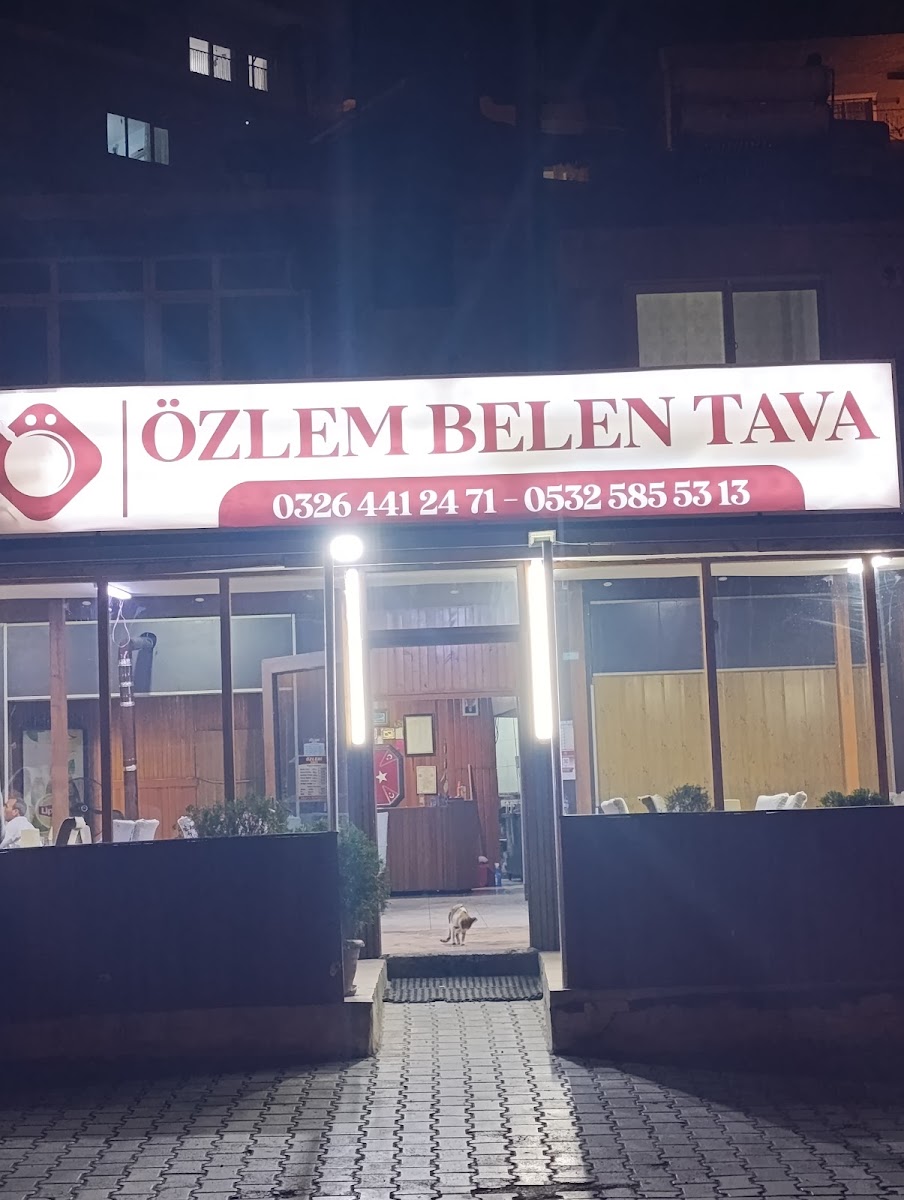 ÖZLEM BELEN TAVA
0326 441 24 71 - 0532 585 53 13